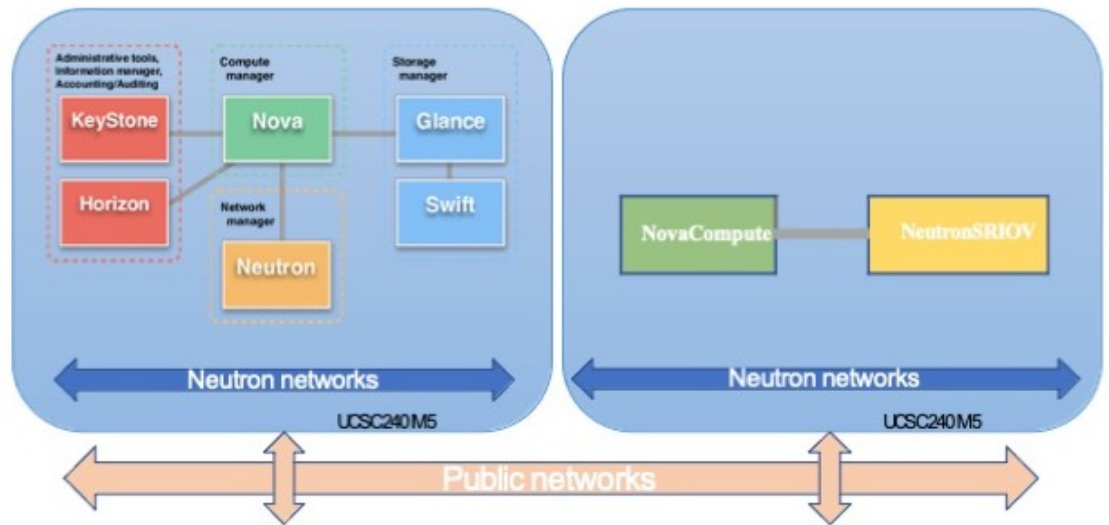 Administrative tools,
Information manager,
Accounting/Auditing
KeyStone
Horizon
Compute
manager
Nova
Network
manager
Neutron
Storage
manager
Glance
Swift
Neutron networks
UCSC240 M5
NovaCompute
NeutronSRIOV
Neutron networks
UCSC240 M5
Public networks